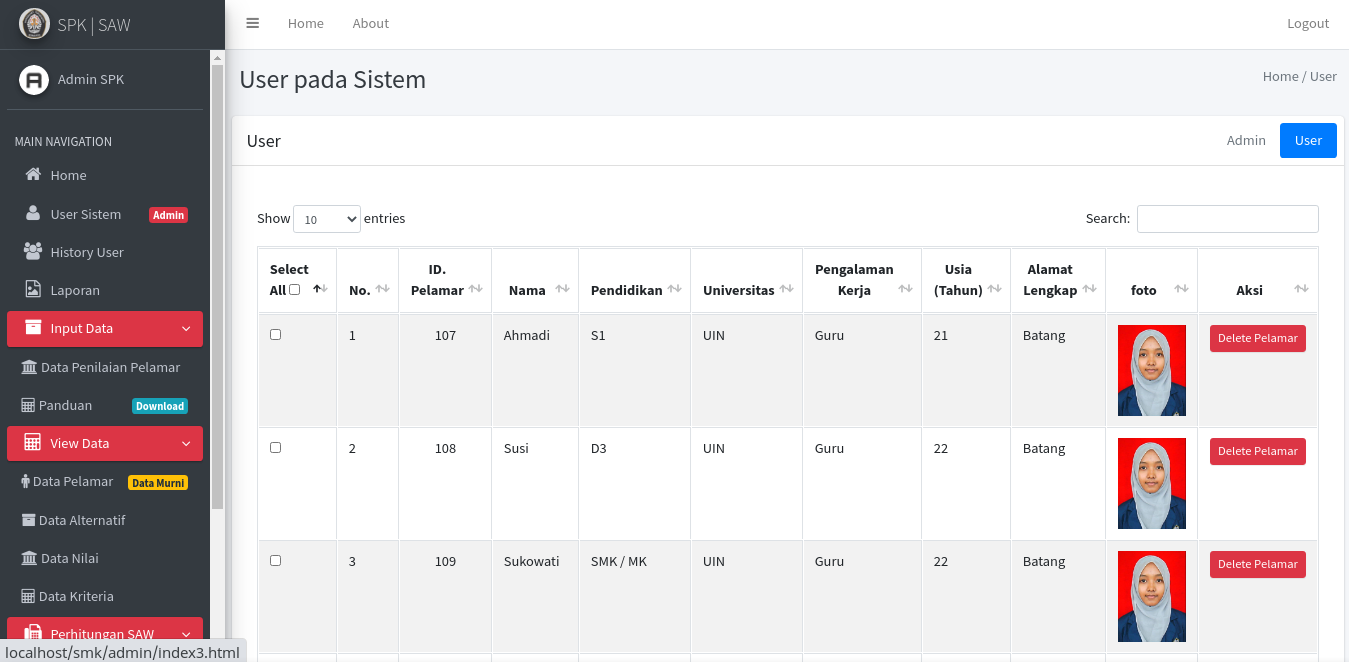 SPK | SAW
Home
About
Logout
Admin SPK
User pada Sistem
Home / User
MAIN NAVIGATION
Home
User Sistem Admin
History User
Laporan
Input Data
Data Penilaian Pelamar
Panduan Download
View Data
Data Pelamar Data Murni
Data Alternatif
Data Nilai
Data Kriteria
Perhitungan SAW
User
Admin
User
Show 10 entries
Search:
Select All No. ID. Pelamar Nama Pendidikan Universitas Pengalaman Kerja Usia (Tahun) Alamat Lengkap foto Aksi
1 107 Ahmadi S1 UIN Guru 21 Batang Delete Pelamar
2 108 Susi D3 UIN Guru 22 Batang Delete Pelamar
3 109 Sukowati SMK / MK UIN Guru 22 Batang Delete Pelamar
localhost/smk/admin/index3.html